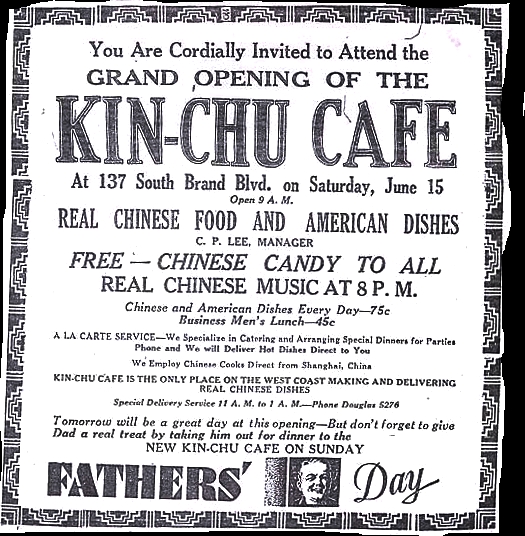 You Are Cordially Invited to Attend the
GRAND OPENING OF THE
KIN-CHU CAFE
At 137 South Brand Blvd. on Saturday, June 15
Open 9 A. M.
REAL CHINESE FOOD AND AMERICAN DISHES
C. P. LEE, MANAGER
FREE — CHINESE CANDY TO ALL
REAL CHINESE MUSIC AT 8 P. M.
Chinese and American Dishes Every Day—75c
Business Men's Lunch—45c
A LA CARTE SERVICE—We Specialize in Catering and Arranging Special Dinners for Parties
Phone and We will Deliver Hot Dishes Direct to You
We Employ Chinese Cooks Direct from Shanghai, China
KIN-CHU CAFE IS THE ONLY PLACE ON THE WEST COAST MAKING AND DELIVERING
REAL CHINESE DISHES
Special Delivery Service 11 A. M. to 1 A. M.—Phone Douglas 5276
Tomorrow will be a great day at this opening—But don't forget to give
Dad a real treat by taking him out for dinner to the
NEW KIN-CHU CAFE ON SUNDAY
FATHERS' Day